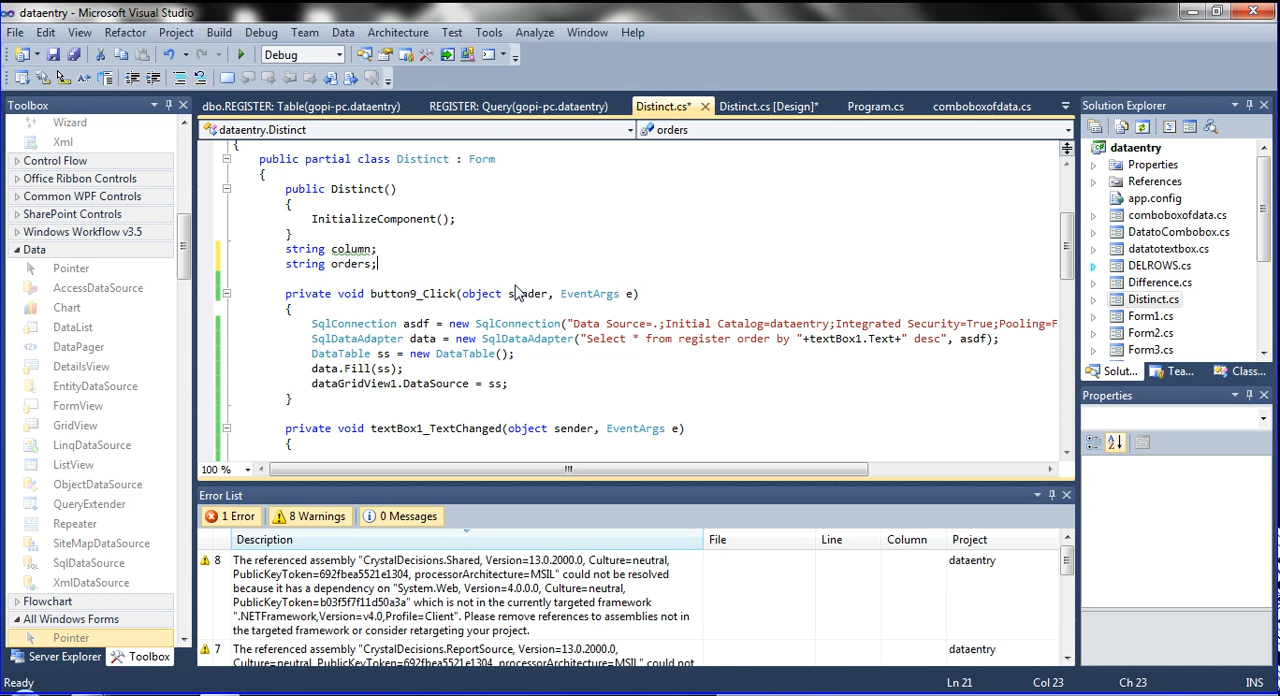 dataentry - Microsoft Visual Studio
File Edit View Refactor Project Build Debug Team Data Architecture Test Tools Analyze Window Help
Debug
Toolbox
dbo.REGISTER: Table(gopi-pc.dataentry) REGISTER: Query(gopi-pc.dataentry) Distinct.cs* Distinct.cs [Design]* Program.cs comboboxofdata.cs
Solution Explorer
Wizard
Xml
Control Flow
Office Ribbon Controls
Common WPF Controls
SharePoint Controls
Windows Workflow v3.5
Data
Pointer
AccessDataSource
Chart
DataList
DataPager
DetailsView
EntityDataSource
FormView
GridView
LinqDataSource
ListView
ObjectDataSource
QueryExtender
Repeater
SiteMapDataSource
SqlDataSource
XmlDataSource
Flowchart
All Windows Forms
Pointer
Server Explorer Toolbox
dataentry.Distinct orders
{
public partial class Distinct : Form
{
public Distinct()
{
InitializeComponent();
}
string column;
string orders;
private void button9_Click(object sender, EventArgs e)
{
SqlConnection asdf = new SqlConnection("Data Source=.;Initial Catalog=dataentry;Integrated Security=True;Pooling=F
SqlDataAdapter data = new SqlDataAdapter("Select * from register order by "+textBox1.Text+" desc", asdf);
DataTable ss = new DataTable();
data.Fill(ss);
dataGridView1.DataSource = ss;
}
private void textBox1_TextChanged(object sender, EventArgs e)
{
100 %
Error List
1 Error 8 Warnings 0 Messages
Description File Line Column Project
8 The referenced assembly "CrystalDecisions.Shared, Version=13.0.2000.0, Culture=neutral, dataentry
PublicKeyToken=692fbea5521e1304, processorArchitecture=MSIL" could not be resolved
because it has a dependency on "System.Web, Version=4.0.0.0, Culture=neutral,
PublicKeyToken=b03f5f7f11d50a3a" which is not in the currently targeted framework
".NETFramework,Version=v4.0,Profile=Client". Please remove references to assemblies not in
the targeted framework or consider retargeting your project.
7 The referenced assembly "CrystalDecisions.ReportSource, Version=13.0.2000.0, dataentry
Culture=neutral, PublicKeyToken=692fbea5521e1304, processorArchitecture=MSIL" could not
dataentry
Properties
References
app.config
comboboxofdata.cs
DatatoCombobox.cs
datatotextbox.cs
DELROWS.cs
Difference.cs
Distinct.cs
Form1.cs
Form2.cs
Form3.cs
Solut... Tea... Class...
Properties
Ready Ln 21 Col 23 Ch 23 INS